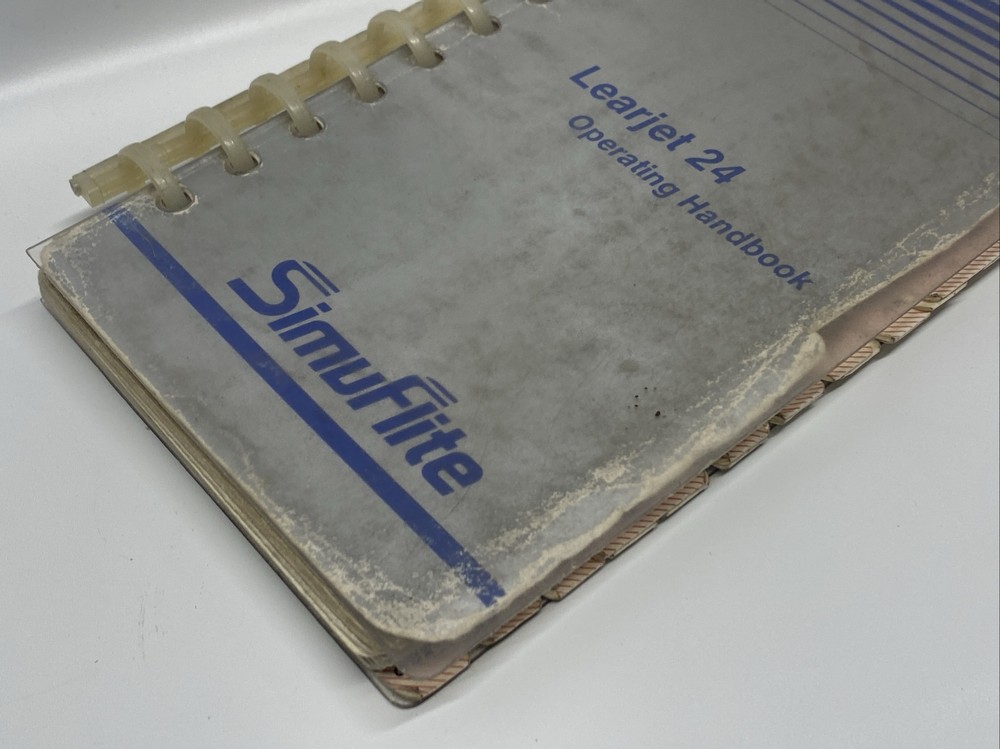 Learjet 24
Operating Handbook
SimuFlite